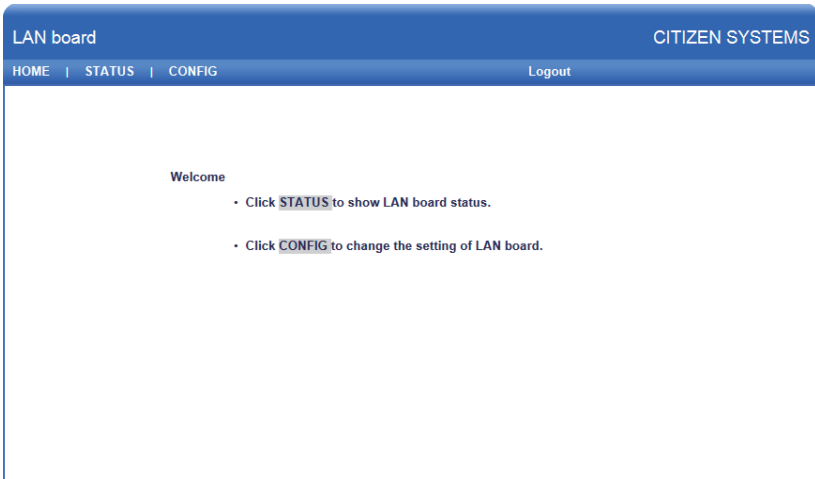 LAN board CITIZEN SYSTEMS
HOME | STATUS | CONFIG Logout
Welcome
・ Click STATUS to show LAN board status.
・ Click CONFIG to change the setting of LAN board.